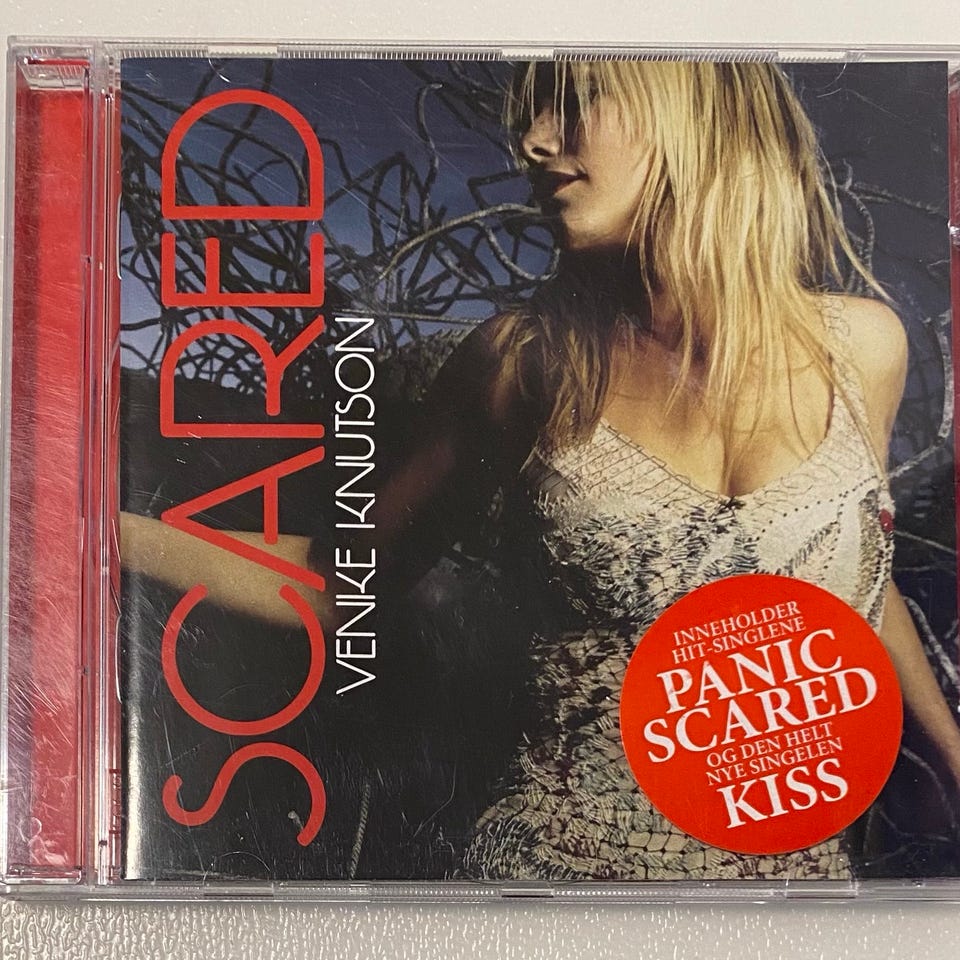 SCARED
VENKE KNUTSON
INNEHOLDER
HIT-SINGLENE
PANIC
SCARED
OG DEN HELT
NYE SINGELEN
KISS